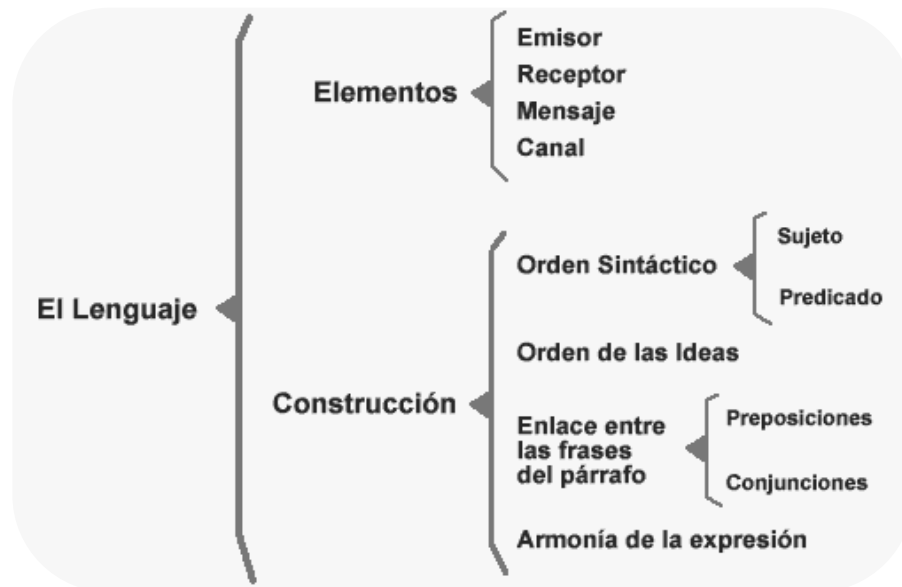 El Lenguaje
Elementos
Emisor
Receptor
Mensaje
Canal
Construcción
Orden Sintáctico
Sujeto
Predicado
Orden de las Ideas
Enlace entre
las frases
del párrafo
Preposiciones
Conjunciones
Armonía de la expresión